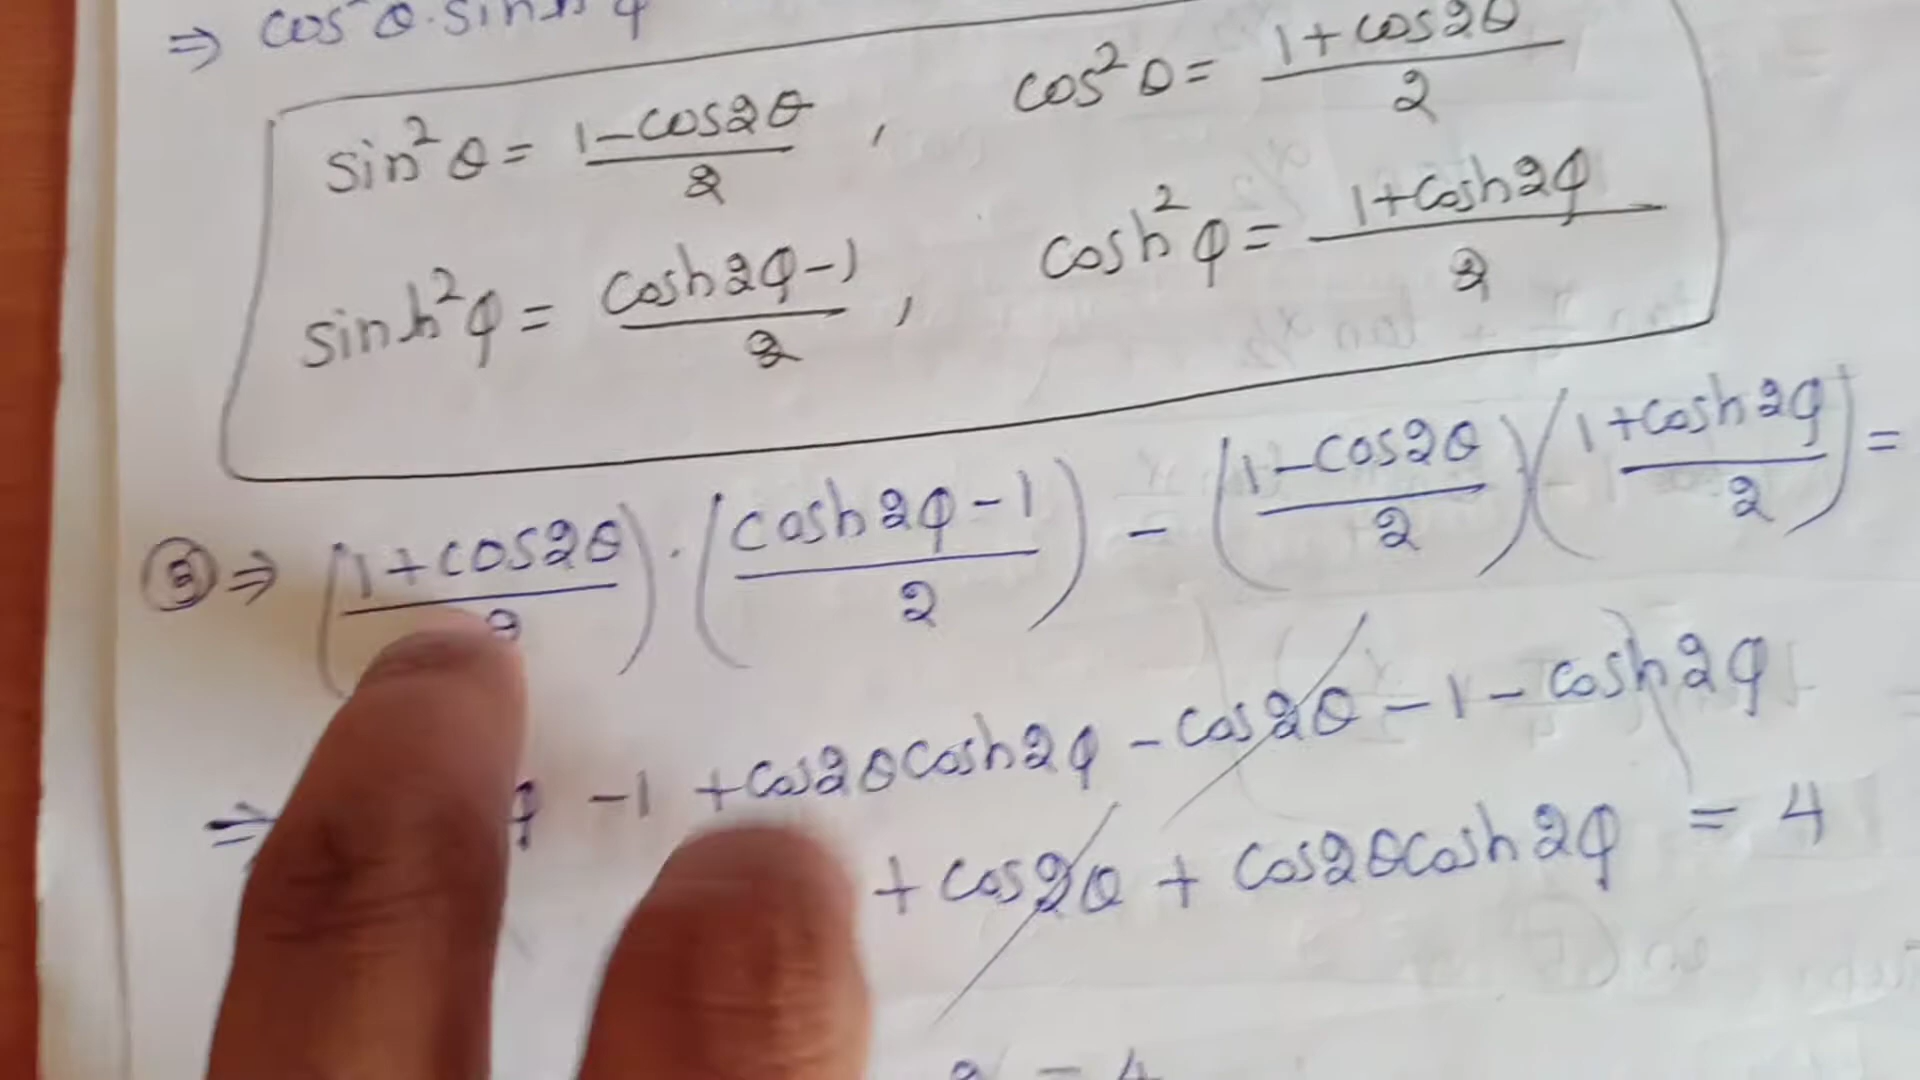 ⇒ cos²θ.sinh²φ
sin²θ = (1-cos2θ)/2 , cos²θ = (1+cos2θ)/2
sinh²φ = (cosh2φ-1)/2 , cosh²φ = (1+cosh2φ)/2
③ ⇒ ((1+cos2θ)/2).((cosh2φ-1)/2) - ((1-cos2θ)/2)((1+cosh2φ)/2) =
⇒ φ -1 +cos2θcosh2φ -cos2θ -1 -cosh2φ
+cos2θ + cos2θcosh2φ = 4
= 4